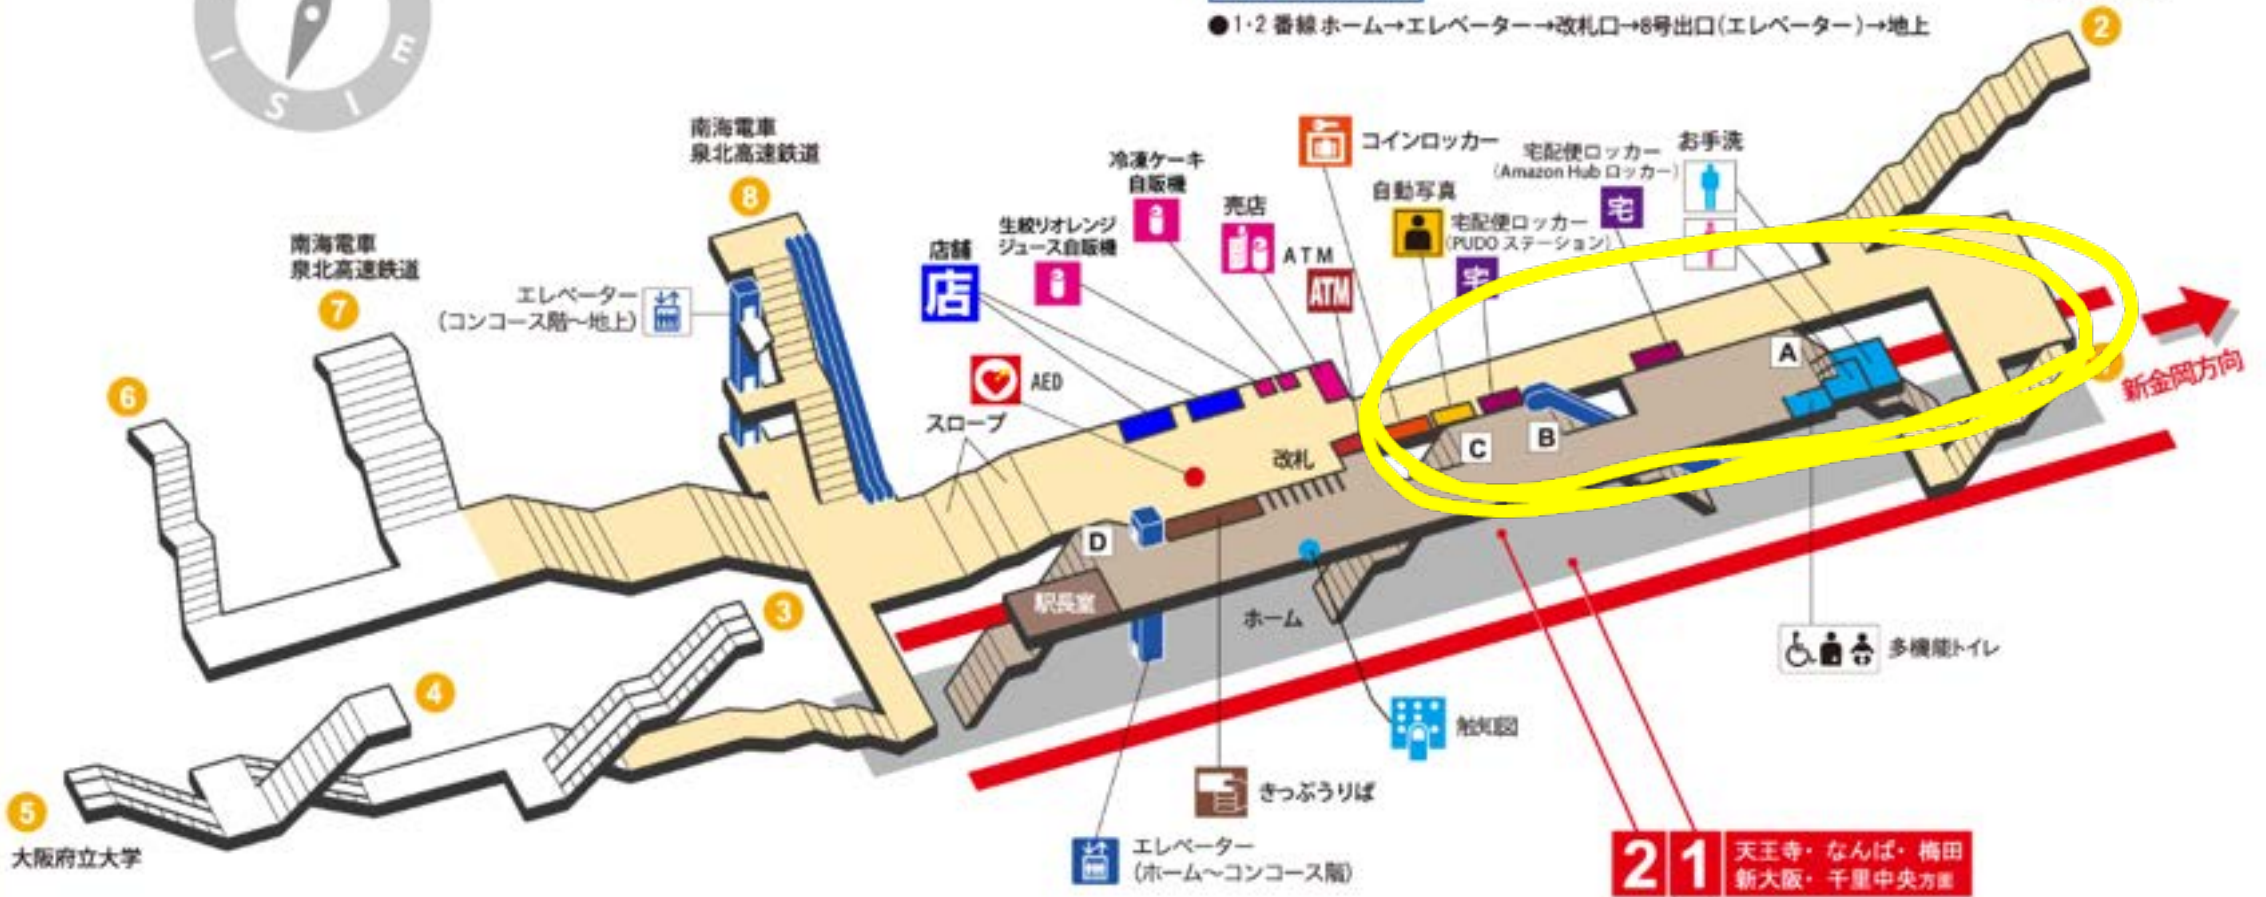 I
S
I
E
●1・2 番線 ホーム→エレベーター→改札口→8号出口(エレベーター)→地上
2
南海電車
泉北高速鉄道
8
南海電車
泉北高速鉄道
7
エレベーター
(コンコース階〜地上)
6
店舗
店
生絞りオレンジ
ジュース自販機
冷凍ケーキ
自販機
売店
ATM
ATM
コインロッカー
自動写真
宅配便ロッカー
(PUDO ステーション)
宅
宅配便ロッカー
(Amazon Hub ロッカー)
宅
お手洗
AED
スロープ
改札
A
B
C
D
新金岡方向
駅長室
ホーム
3
4
5
大阪府立大学
多機能トイレ
触知図
きっぷうりば
エレベーター
(ホーム〜コンコース階)
2 1
天王寺・なんば・梅田
新大阪・千里中央方面